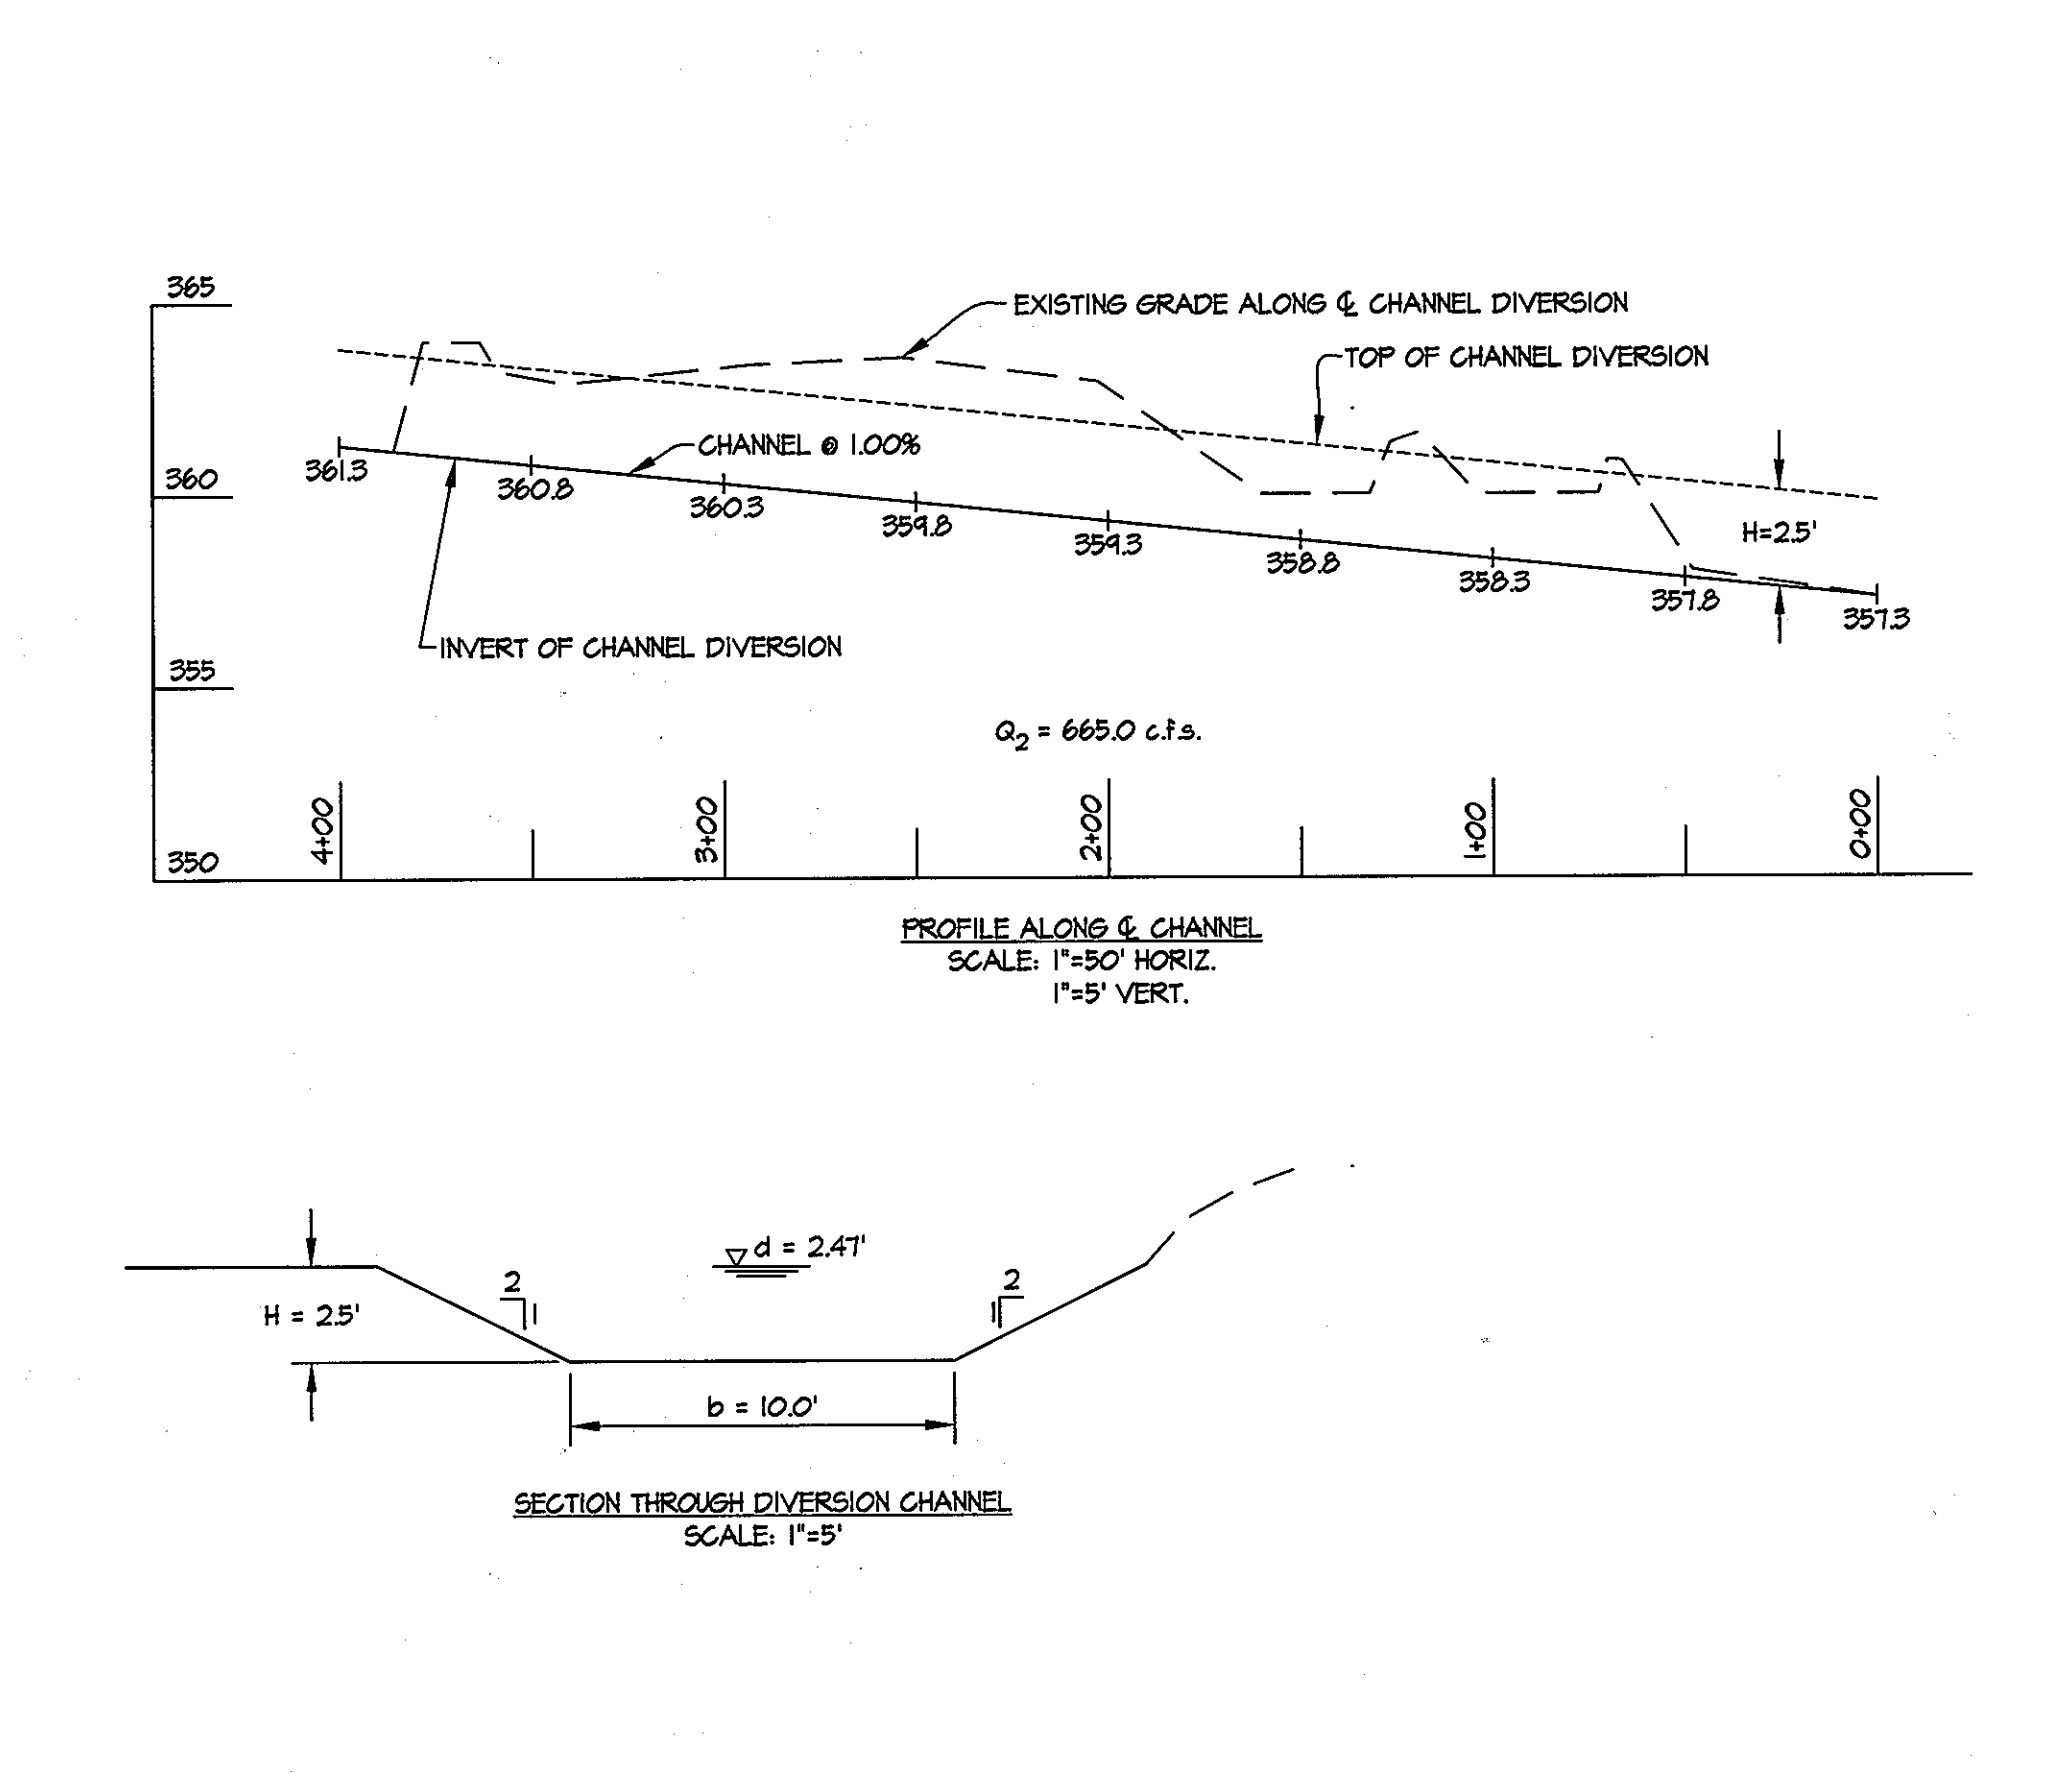 365
EXISTING GRADE ALONG ℄ CHANNEL DIVERSION
TOP OF CHANNEL DIVERSION
CHANNEL @ 1.00%
361.3
360
360.8
360.3
359.8
359.3
358.8
358.3
357.8
357.3
H=2.5'
INVERT OF CHANNEL DIVERSION
355
Q2 = 665.0 c.f.s.
350
4+00
3+00
2+00
1+00
0+00
PROFILE ALONG ℄ CHANNEL
SCALE: 1"=50' HORIZ.
1"=5' VERT.
d = 2.47'
2
1
2
1
H = 2.5'
b = 10.0'
SECTION THROUGH DIVERSION CHANNEL
SCALE: 1"=5'